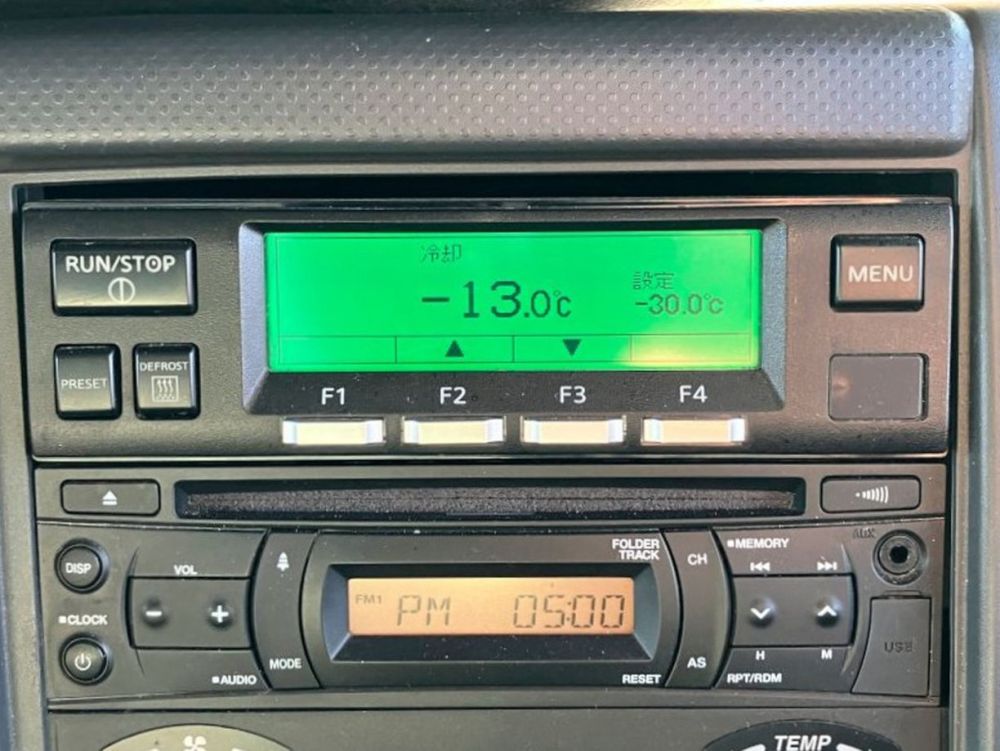 RUN/STOP
冷却
-13.0℃
設定
-30.0℃
▲ ▼
MENU
PRESET
DEFROST
F1 F2 F3 F4
FOLDER
TRACK
CH
MEMORY
AUX
DISP
VOL
FM1 PM 05:00
- +
CLOCK
USB
MODE
AS
H M
AUDIO
RESET
RPT/RDM
TEMP